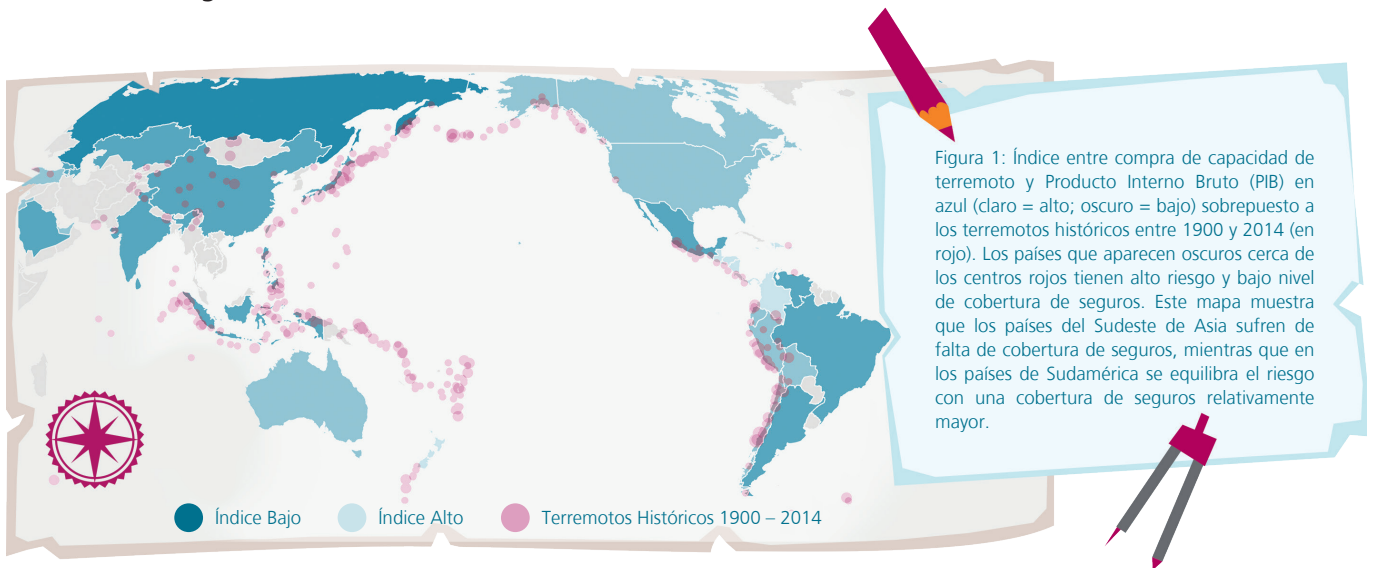 Figura 1: Índice entre compra de capacidad de
terremoto y Producto Interno Bruto (PIB) en
azul (claro = alto; oscuro = bajo) sobrepuesto a
los terremotos históricos entre 1900 y 2014 (en
rojo). Los países que aparecen oscuros cerca de
los centros rojos tienen alto riesgo y bajo nivel
de cobertura de seguros. Este mapa muestra
que los países del Sudeste de Asia sufren de
falta de cobertura de seguros, mientras que en
los países de Sudamérica se equilibra el riesgo
con una cobertura de seguros relativamente
mayor.
Índice Bajo
Índice Alto
Terremotos Históricos 1900 – 2014